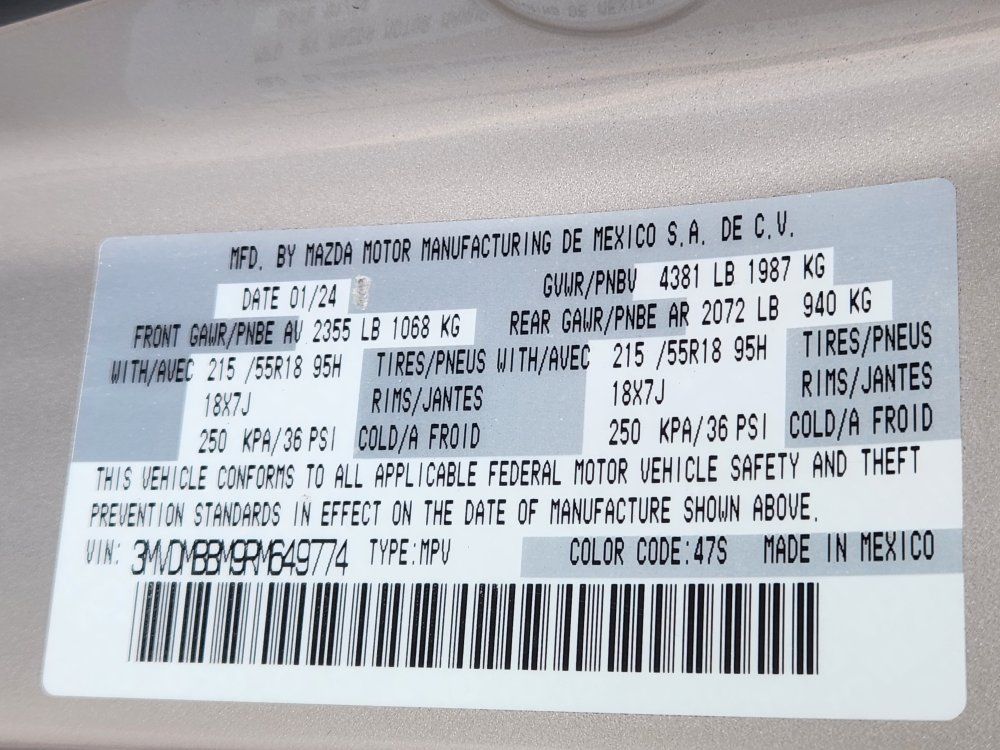 MFD. BY MAZDA MOTOR MANUFACTURING DE MEXICO S.A. DE C.V.
DATE 01/24 GVWR/PNBV 4381 LB 1987 KG
FRONT GAWR/PNBE AV 2355 LB 1068 KG REAR GAWR/PNBE AR 2072 LB 940 KG
WITH/AVEC 215 /55R18 95H TIRES/PNEUS WITH/AVEC 215 /55R18 95H TIRES/PNEUS
18X7J RIMS/JANTES 18X7J RIMS/JANTES
250 KPA/36 PSI COLD/A FROID 250 KPA/36 PSI COLD/A FROID
THIS VEHICLE CONFORMS TO ALL APPLICABLE FEDERAL MOTOR VEHICLE SAFETY AND THEFT
PREVENTION STANDARDS IN EFFECT ON THE DATE OF MANUFACTURE SHOWN ABOVE.
VIN: 3MVDMBBM9RM649774 TYPE:MPV COLOR CODE:47S MADE IN MEXICO